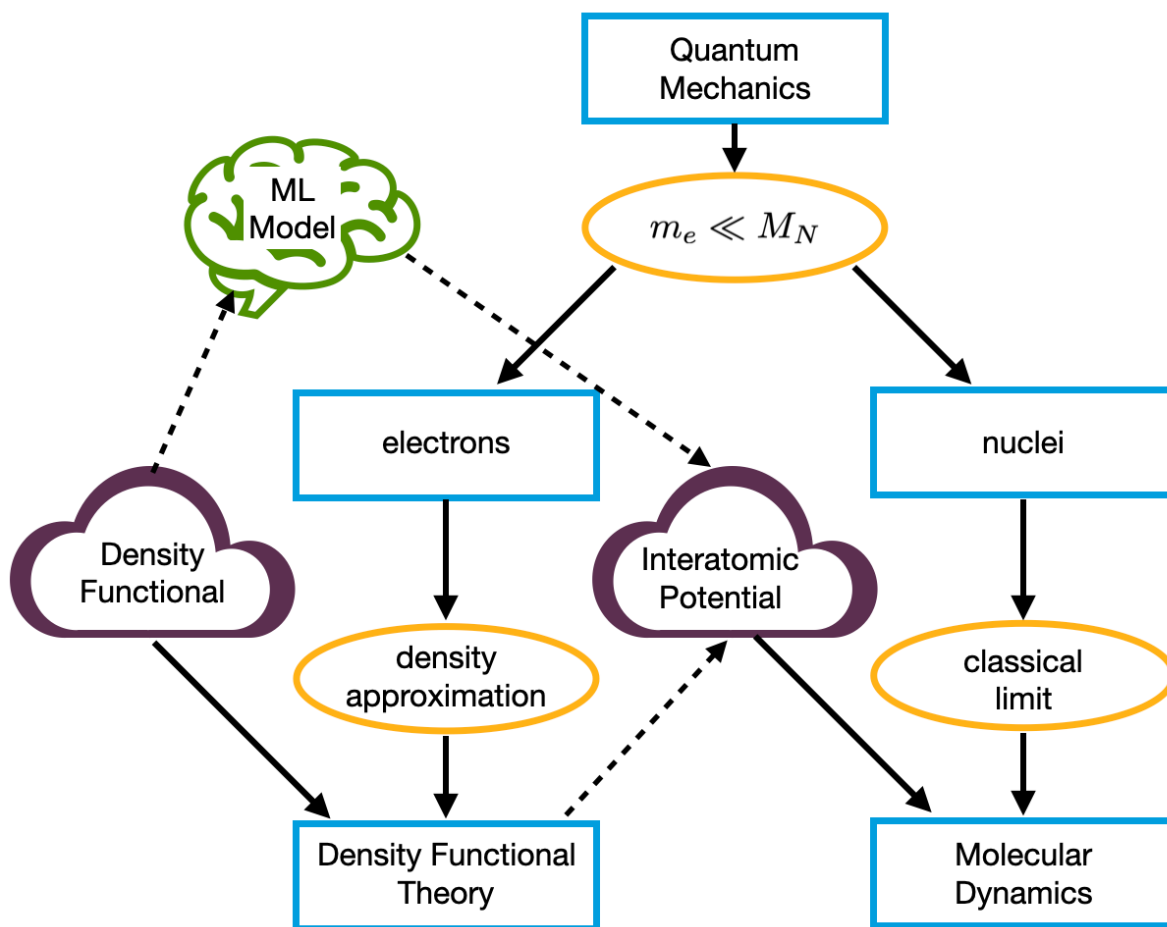 Quantum
Mechanics
ML
Model
m_e ≪ M_N
electrons
nuclei
Density
Functional
Interatomic
Potential
density
approximation
classical
limit
Density Functional
Theory
Molecular
Dynamics